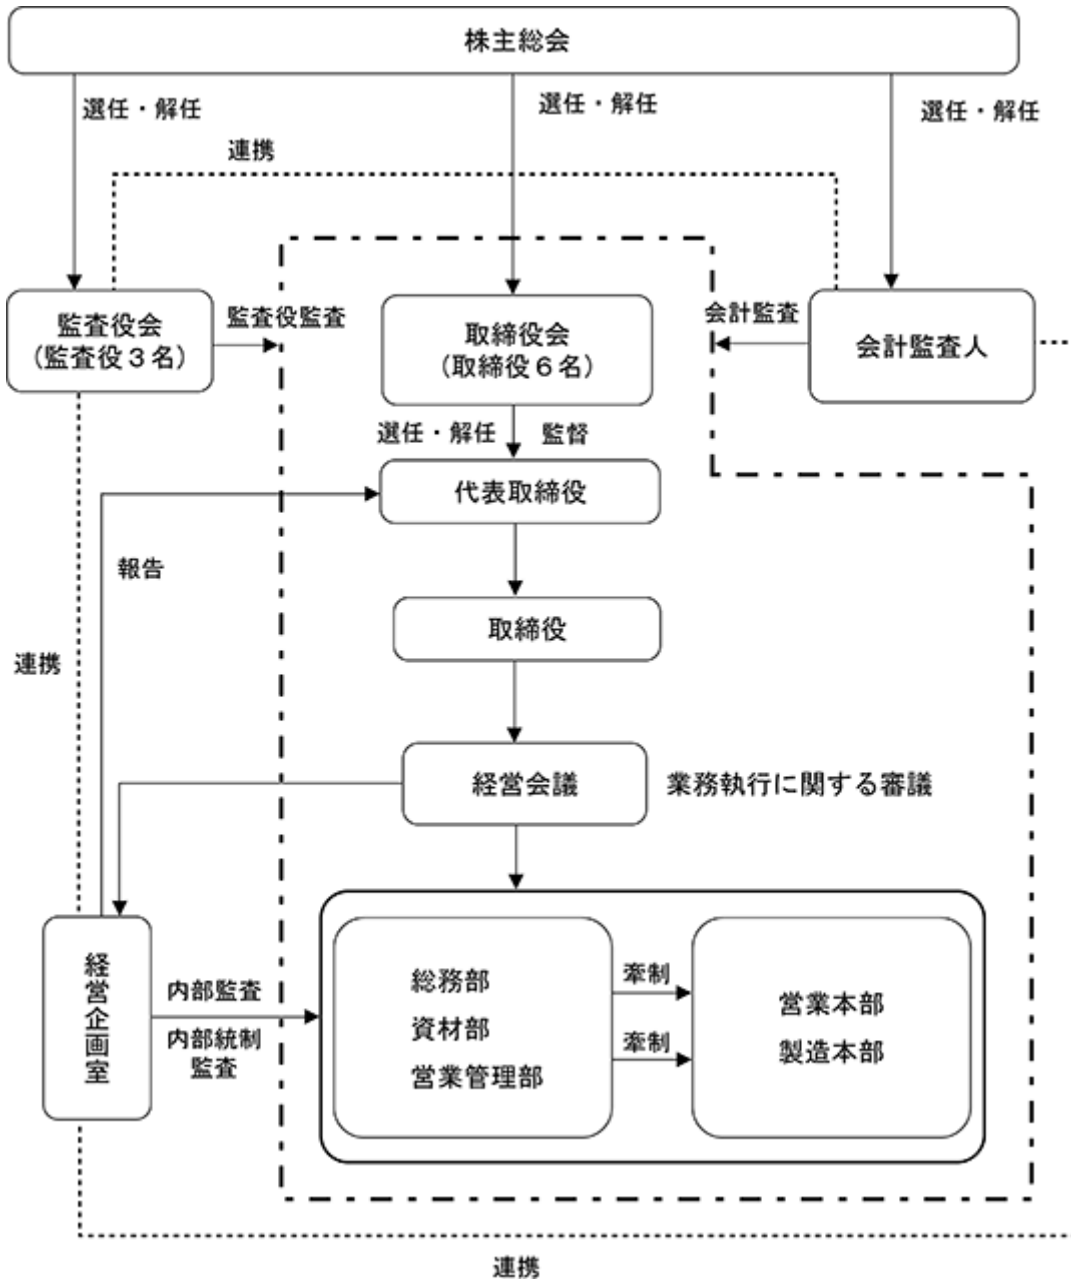 株主総会
選任・解任
選任・解任
選任・解任
連携
監査役会
（監査役３名）
監査役監査
取締役会
（取締役６名）
会計監査
会計監査人
選任・解任
監督
代表取締役
報告
取締役
連携
経営会議
業務執行に関する審議
経営企画室
内部監査
内部統制
監査
総務部
資材部
営業管理部
牽制
牽制
営業本部
製造本部
連携